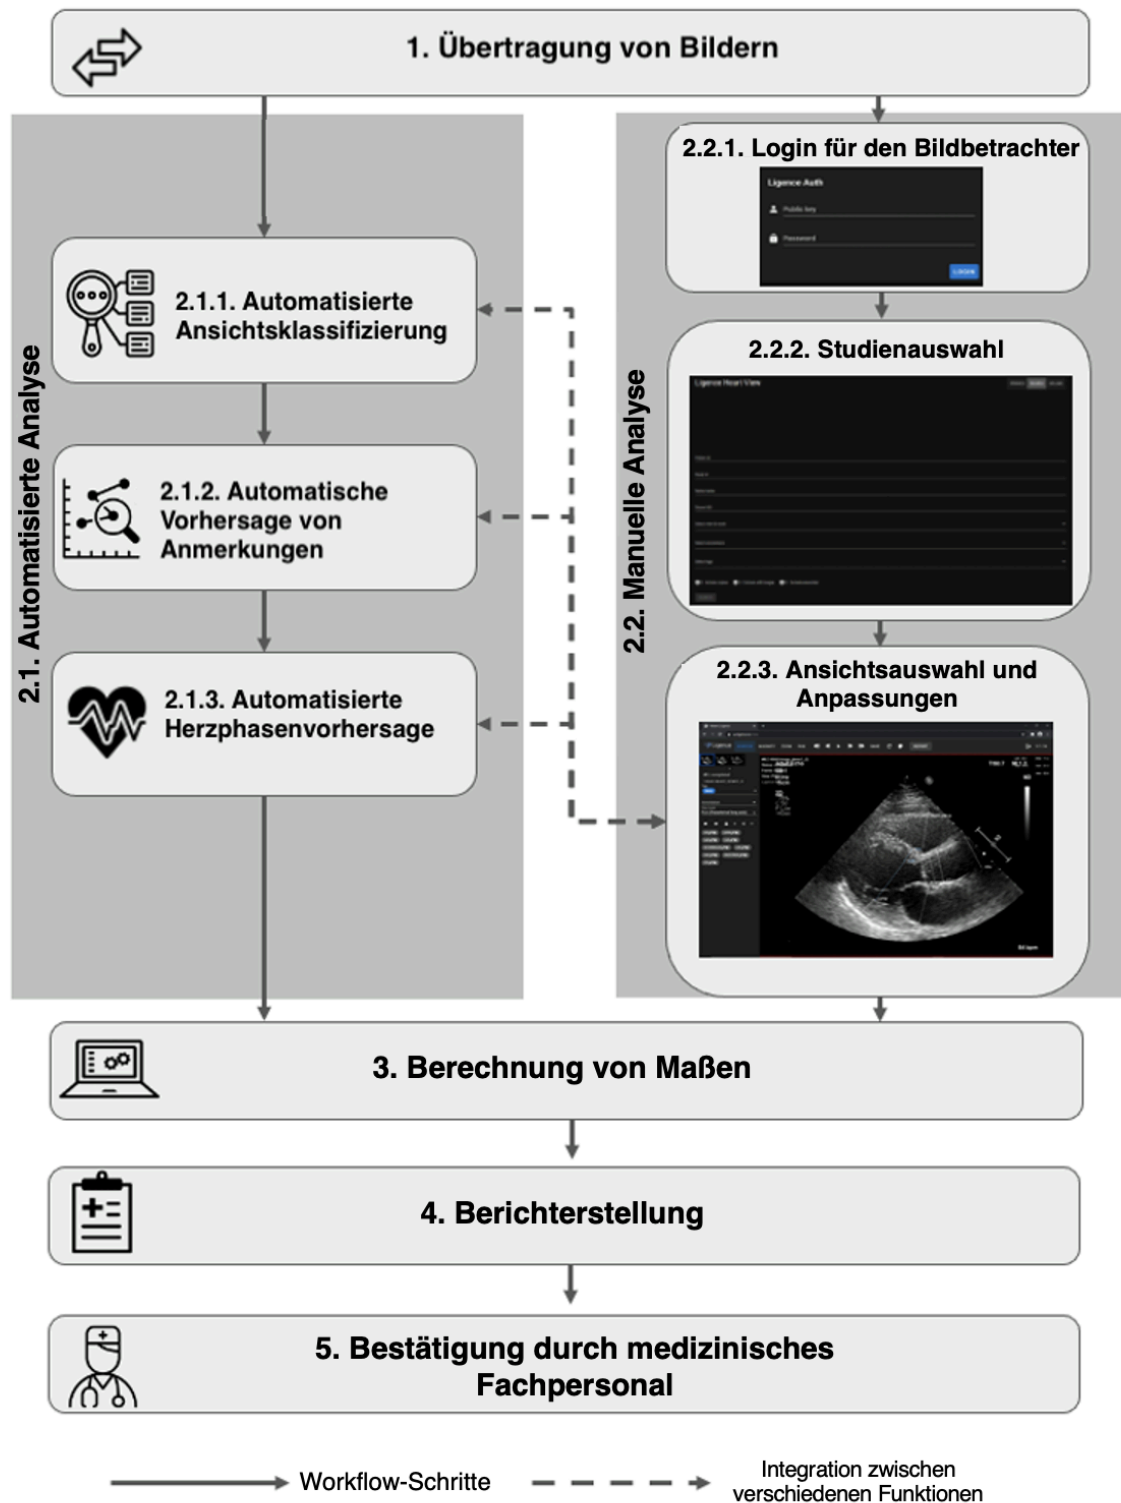 1. Übertragung von Bildern
2.1. Automatisierte Analyse
2.1.1. Automatisierte
Ansichtsklassifizierung
2.1.2. Automatische
Vorhersage von
Anmerkungen
2.1.3. Automatisierte
Herzphasenvorhersage
2.2. Manuelle Analyse
2.2.1. Login für den Bildbetrachter
Ligence Auth
Public key
Password
LOGIN
2.2.2. Studienauswahl
Ligence Heart View
2.2.3. Ansichtsauswahl und
Anpassungen
3. Berechnung von Maßen
4. Berichterstellung
5. Bestätigung durch medizinisches
Fachpersonal
Workflow-Schritte
Integration zwischen
verschiedenen Funktionen